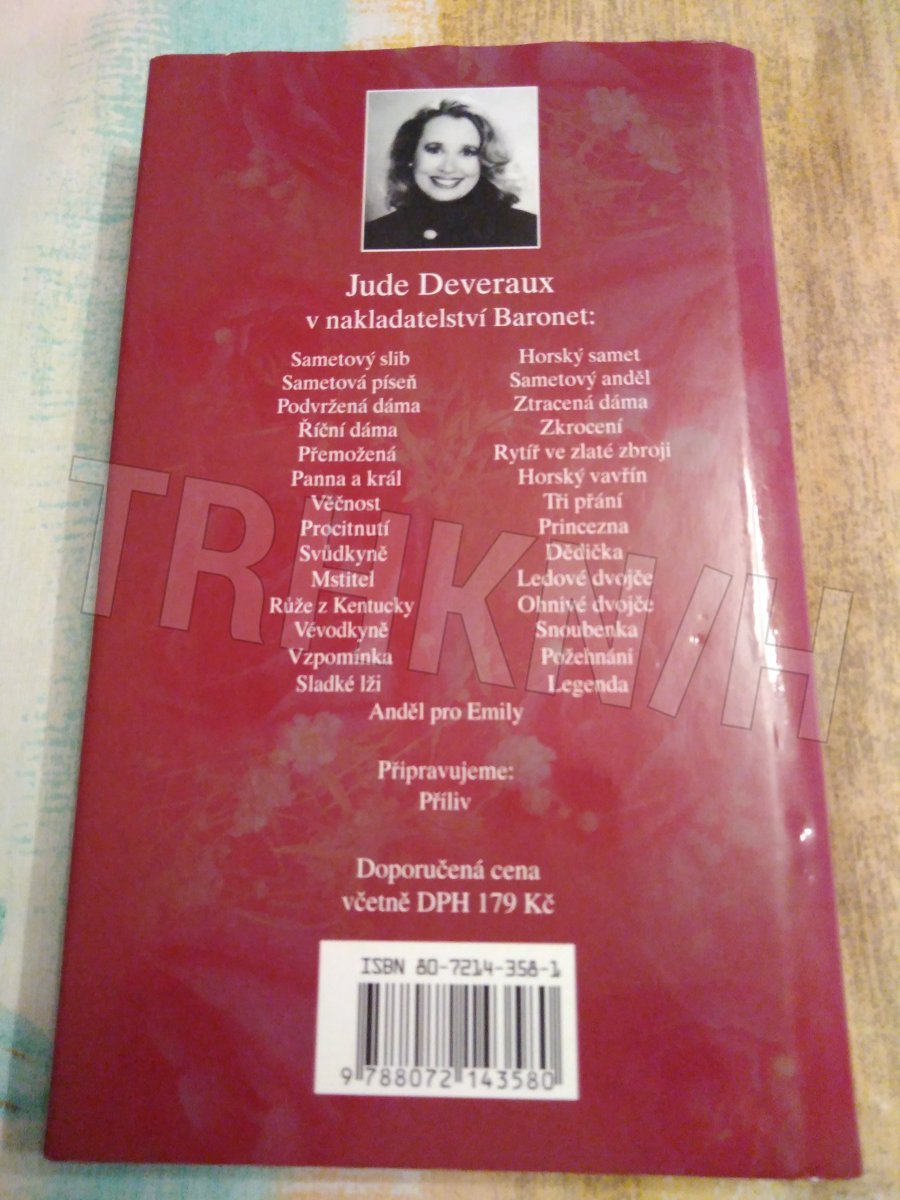 Jude Deveraux
v nakladatelství Baronet:
Sametový slib
Sametová píseň
Podvržená dáma
Říční dáma
Přemožená
Panna a král
Věčnost
Procitnutí
Svůdkyně
Mstitel
Růže z Kentucky
Vévodkyně
Vzpomínka
Sladké lži
Horský samet
Sametový anděl
Ztracená dáma
Zkrocení
Rytíř ve zlaté zbroji
Horský vavřín
Tři přání
Princezna
Dědička
Ledové dvojče
Ohnivé dvojče
Snoubenka
Požehnání
Legenda
Anděl pro Emily
Připravujeme:
Příliv
Doporučená cena
včetně DPH 179 Kč
ISBN 80-7214-358-1
9 788072 143580
TRHKNIH